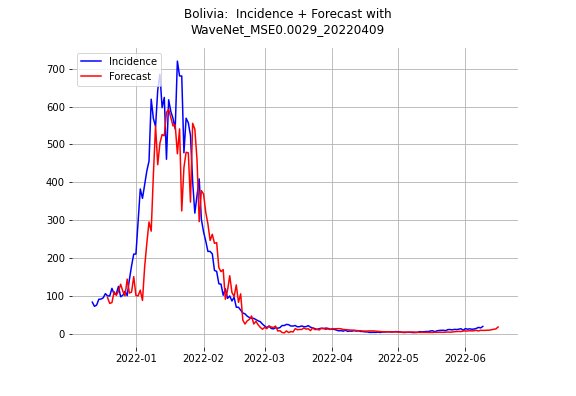 Bolivia:  Incidence + Forecast with
WaveNet_MSE0.0029_20220409
Incidence
Forecast
700
600
500
400
300
200
100
0
2022-01 2022-02 2022-03 2022-04 2022-05 2022-06